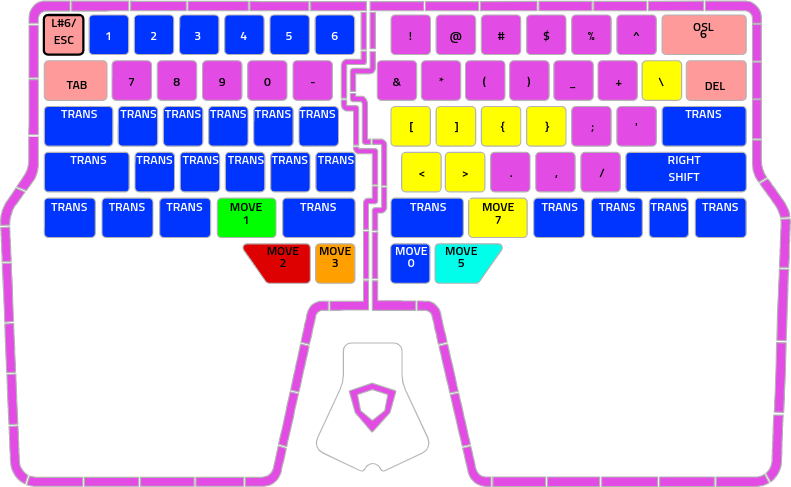 L#6/
ESC
1 2 3 4 5 6 ! @ # $ % ^ OSL
6
TAB 7 8 9 0 - & * ( ) _ + \ DEL
TRANS TRANS TRANS TRANS TRANS TRANS [ ] { } ; ' TRANS
TRANS TRANS TRANS TRANS TRANS TRANS < > . , / RIGHT
SHIFT
TRANS TRANS TRANS MOVE
1
TRANS TRANS MOVE
7
TRANS TRANS TRANS TRANS
MOVE
2
MOVE
3
MOVE
0
MOVE
5